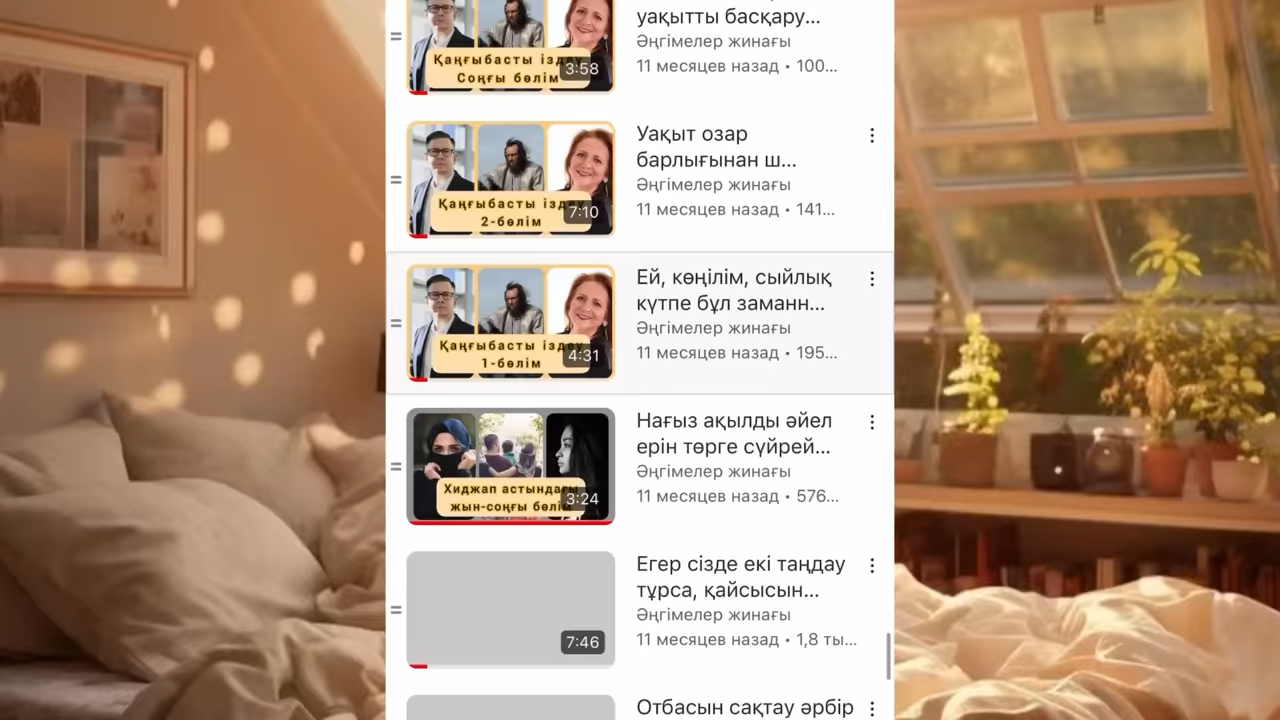 уақытты басқару...
Әңгімелер жинағы
11 месяцев назад • 100...
Қаңғыбасты іздеу
Соңғы бөлім
3:58
Уақыт озар
барлығынан ш...
Әңгімелер жинағы
11 месяцев назад • 141...
Қаңғыбасты іздеу
2-бөлім
7:10
Ей, көңілім, сыйлық
күтпе бұл заманн...
Әңгімелер жинағы
11 месяцев назад • 195...
Қаңғыбасты іздеу
1-бөлім
4:31
Нағыз ақылды әйел
ерін төрге сүйрей...
Әңгімелер жинағы
11 месяцев назад • 576...
Хиджап астындағы
жын-соңғы бөлім
3:24
Егер сізде екі таңдау
тұрса, қайсысын...
Әңгімелер жинағы
11 месяцев назад • 1,8 ты...
7:46
Отбасын сақтау әрбір